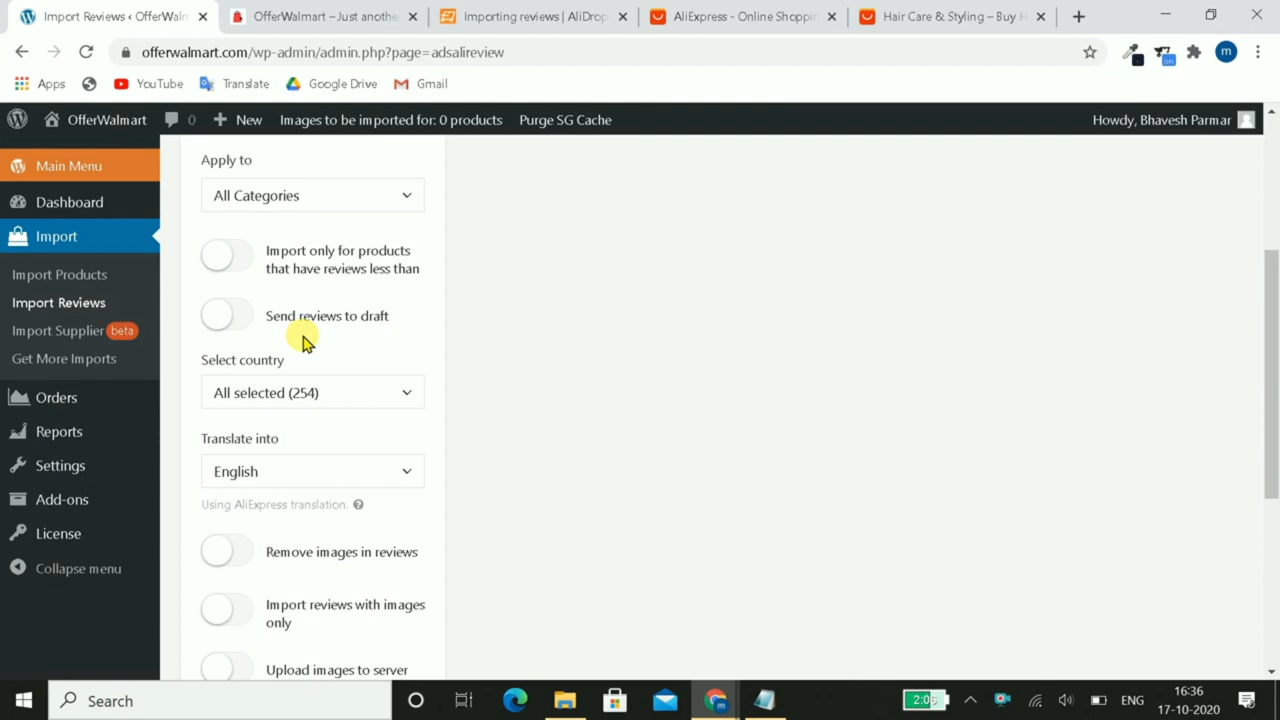 Import Reviews ‹ OfferWaln
OfferWalmart – Just anothe
Importing reviews | AliDrop
AliExpress - Online Shoppin
Hair Care & Styling – Buy H
offerwalmart.com/wp-admin/admin.php?page=adsalireview
m
on
Apps
YouTube
Translate
Google Drive
Gmail
OfferWalmart
0
New
Images to be imported for: 0 products
Purge SG Cache
Howdy, Bhavesh Parmar
Main Menu
Dashboard
Import
Import Products
Import Reviews
Import Supplier beta
Get More Imports
Orders
Reports
Settings
Add-ons
License
Collapse menu
Apply to
All Categories
Import only for products
that have reviews less than
Send reviews to draft
Select country
All selected (254)
Translate into
English
Using AliExpress translation.
Remove images in reviews
Import reviews with images
only
Upload images to server
Search
ENG
16:36
17-10-2020